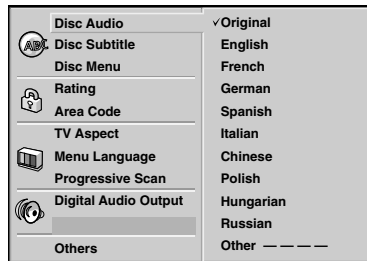 Disc Audio
Disc Subtitle
Disc Menu
Rating
Area Code
TV Aspect
Menu Language
Progressive Scan
Digital Audio Output
Others
✓Original
English
French
German
Spanish
Italian
Chinese
Polish
Hungarian
Russian
Other — — — —
ABC